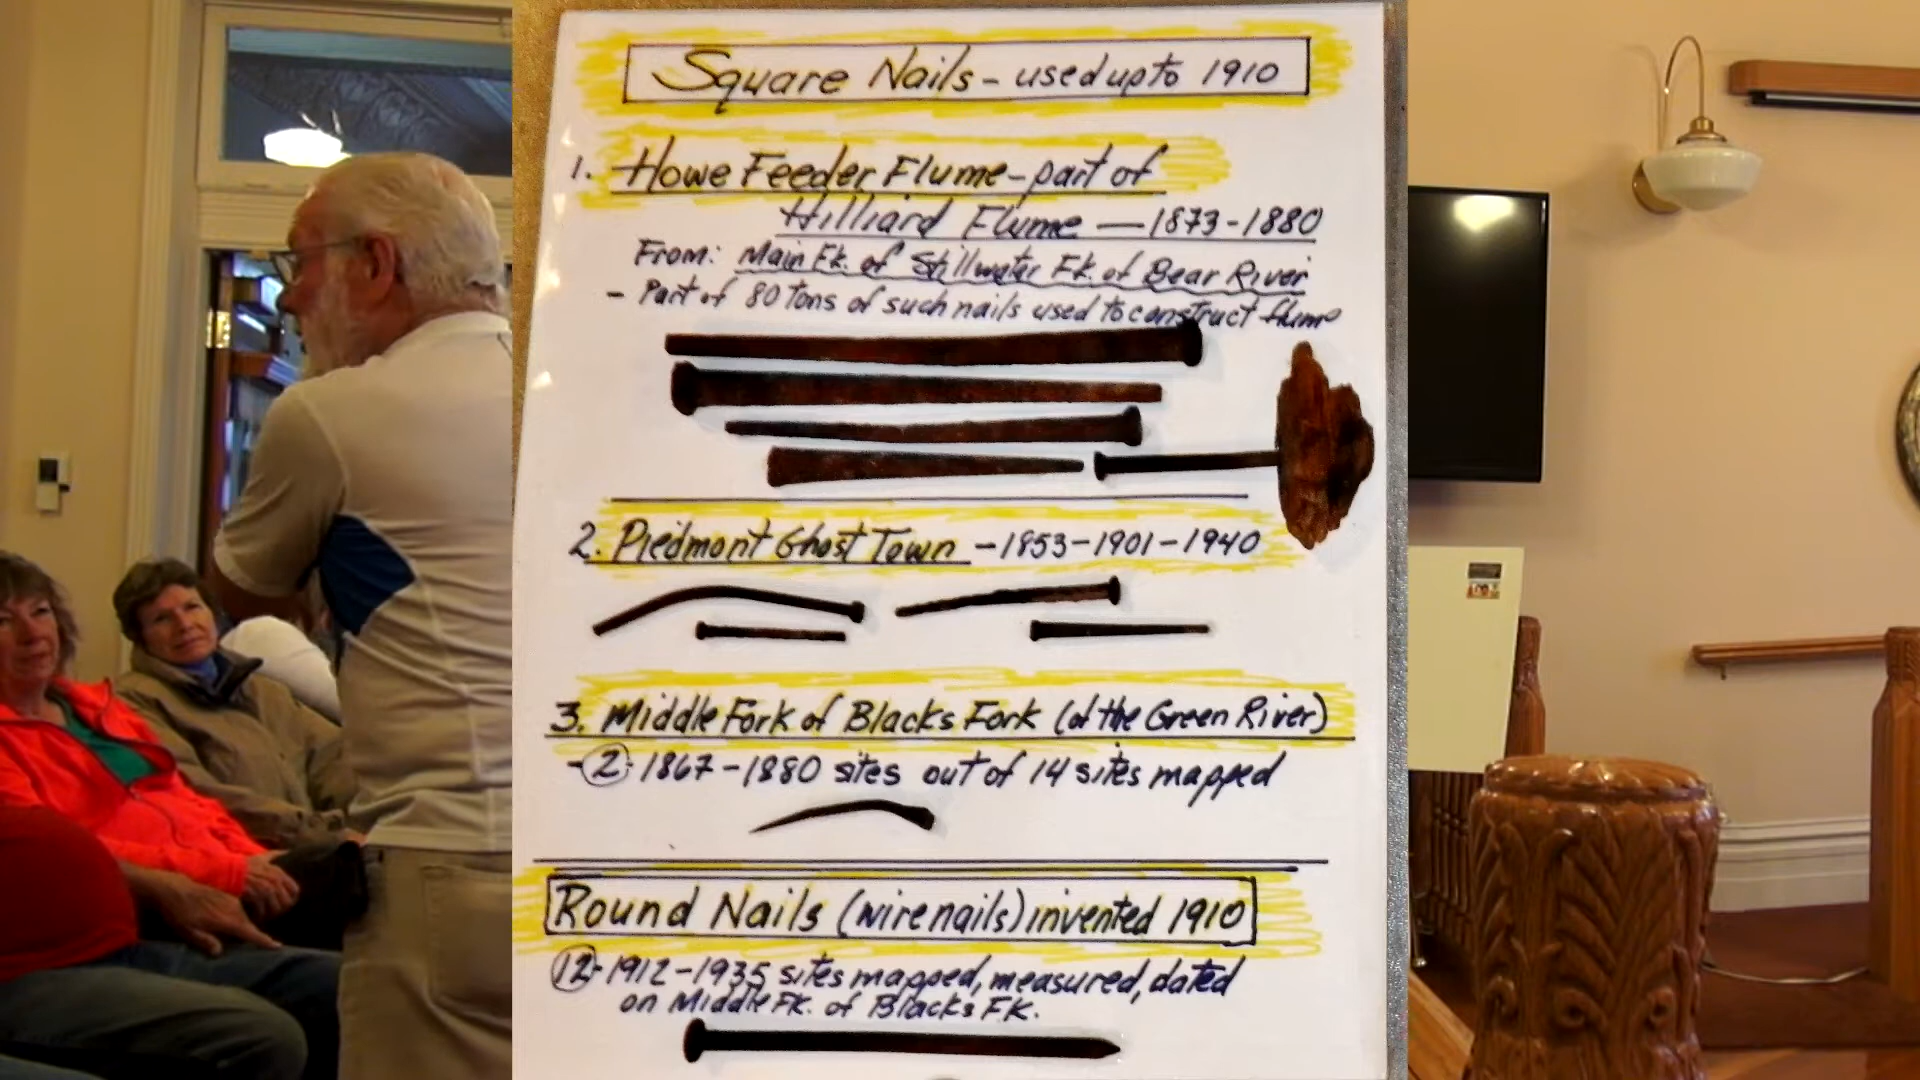 Square Nails - used up to 1910
1. Howe Feeder Flume - part of
Hilliard Flume — 1873-1880
From: Main Fk. of Stillwater Fk. of Bear River
- Part of 80 tons of such nails used to construct flume
2. Piedmont Ghost Town - 1853-1901-1940
3. Middle Fork of Blacks Fork (of the Green River)
- 2 - 1867-1880 sites out of 14 sites mapped
Round Nails (wire nails) invented 1910
12 - 1912-1935 sites mapped, measured, dated
on Middle Fk. of Blacks Fk.